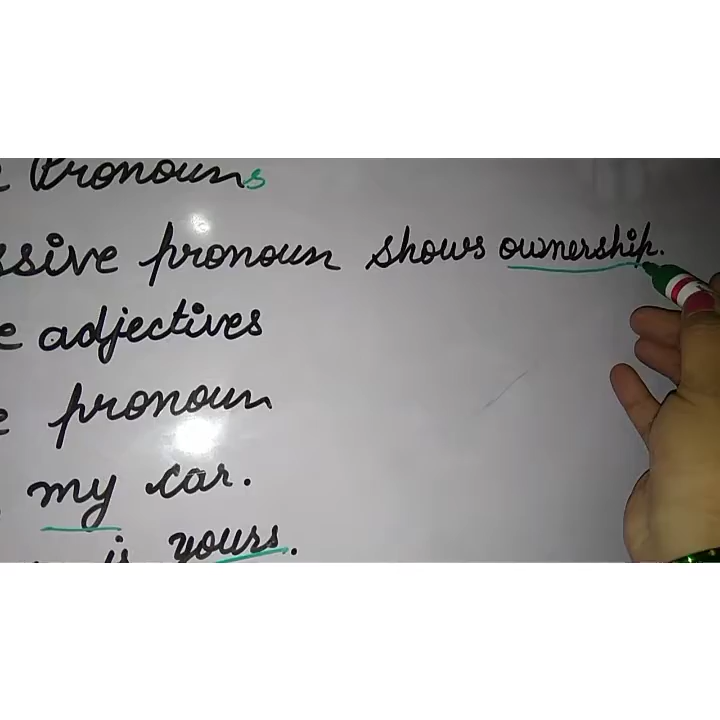 Pronouns
ssive pronoun shows ownership.
e adjectives
e pronoun
my car.
is yours.